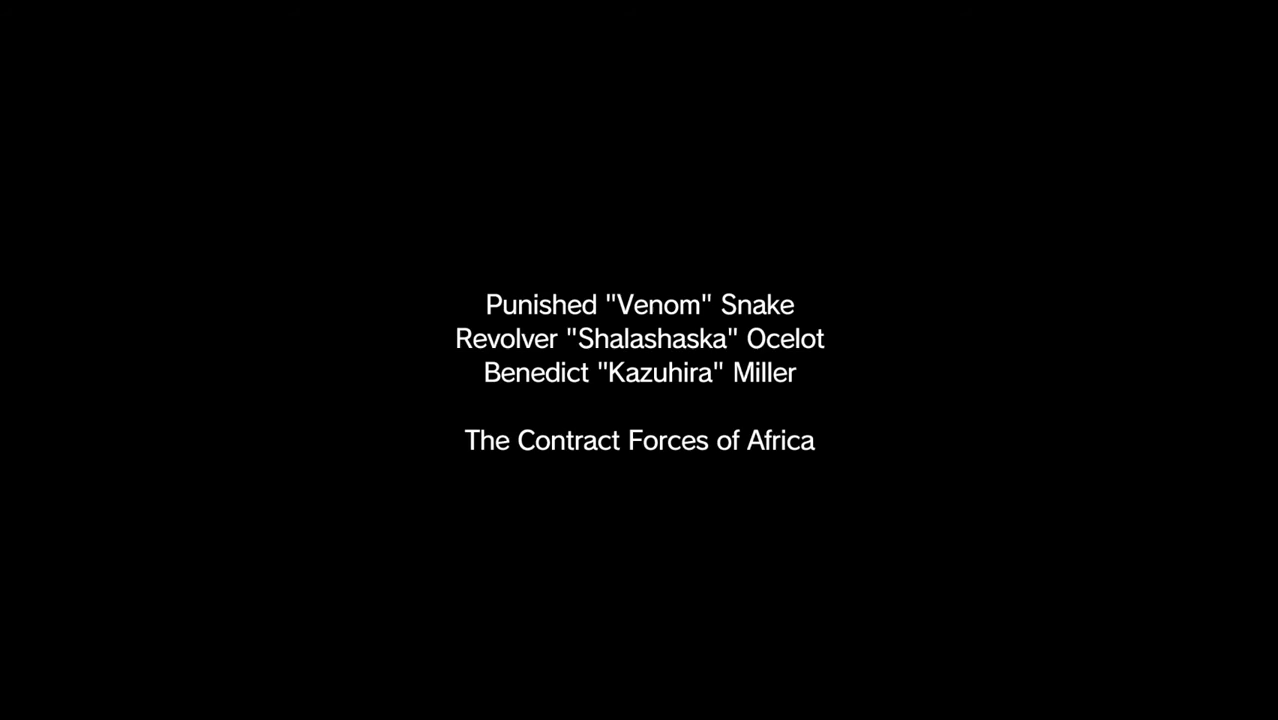 Punished "Venom" Snake
Revolver "Shalashaska" Ocelot
Benedict "Kazuhira" Miller
The Contract Forces of Africa